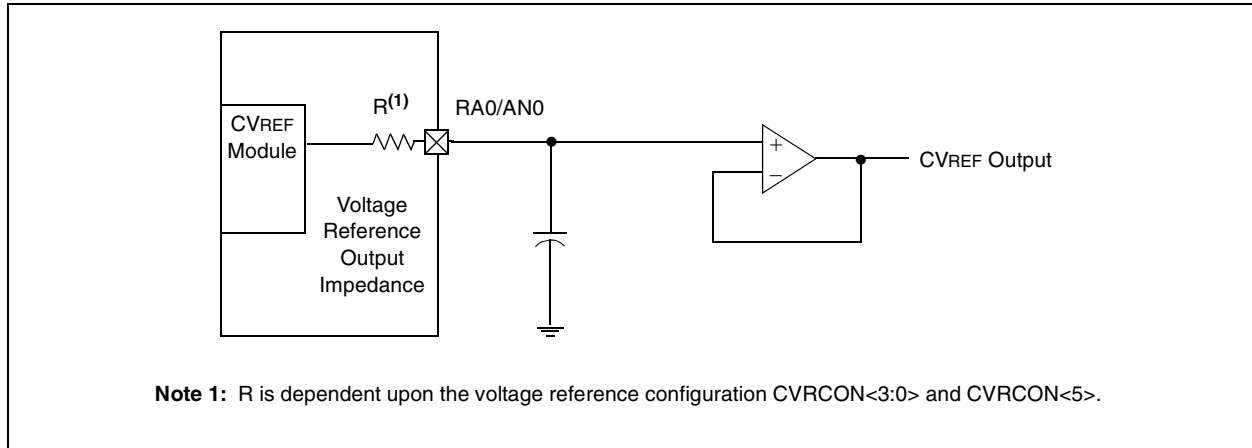 R(1)
RA0/AN0
CVREF
Module
+
−
CVREF Output
Voltage
Reference
Output
Impedance
Note 1: R is dependent upon the voltage reference configuration CVRCON<3:0> and CVRCON<5>.